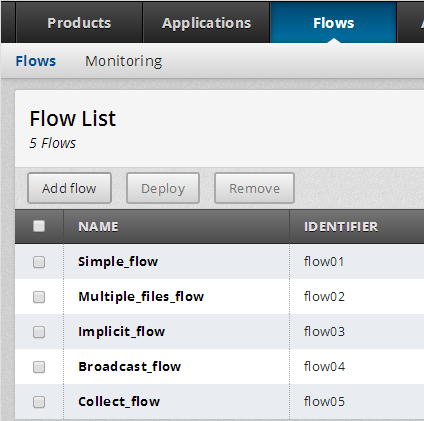 Products Applications Flows
Flows Monitoring
Flow List
5 Flows
Add flow Deploy Remove
NAME IDENTIFIER
Simple_flow flow01
Multiple_files_flow flow02
Implicit_flow flow03
Broadcast_flow flow04
Collect_flow flow05